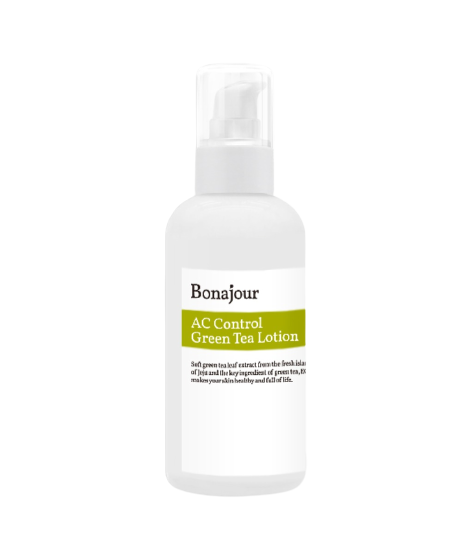 Bonajour
AC Control
Green Tea Lotion
Soft green tea leaf extract from the fresh
of Jeju and the key ingredient of green tea,
makes your skin healthy and full of life.